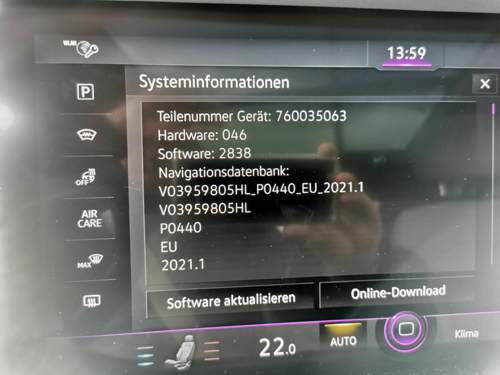 WLAN
13:59
Systeminformationen
Teilenummer Gerät: 760035063
Hardware: 046
Software: 2838
Navigationsdatenbank:
V03959805HL_P0440_EU_2021.1
V03959805HL
P0440
EU
2021.1
OFF
AIR
CARE
MAX
Software aktualisieren
Online-Download
22.0
AUTO
Klima